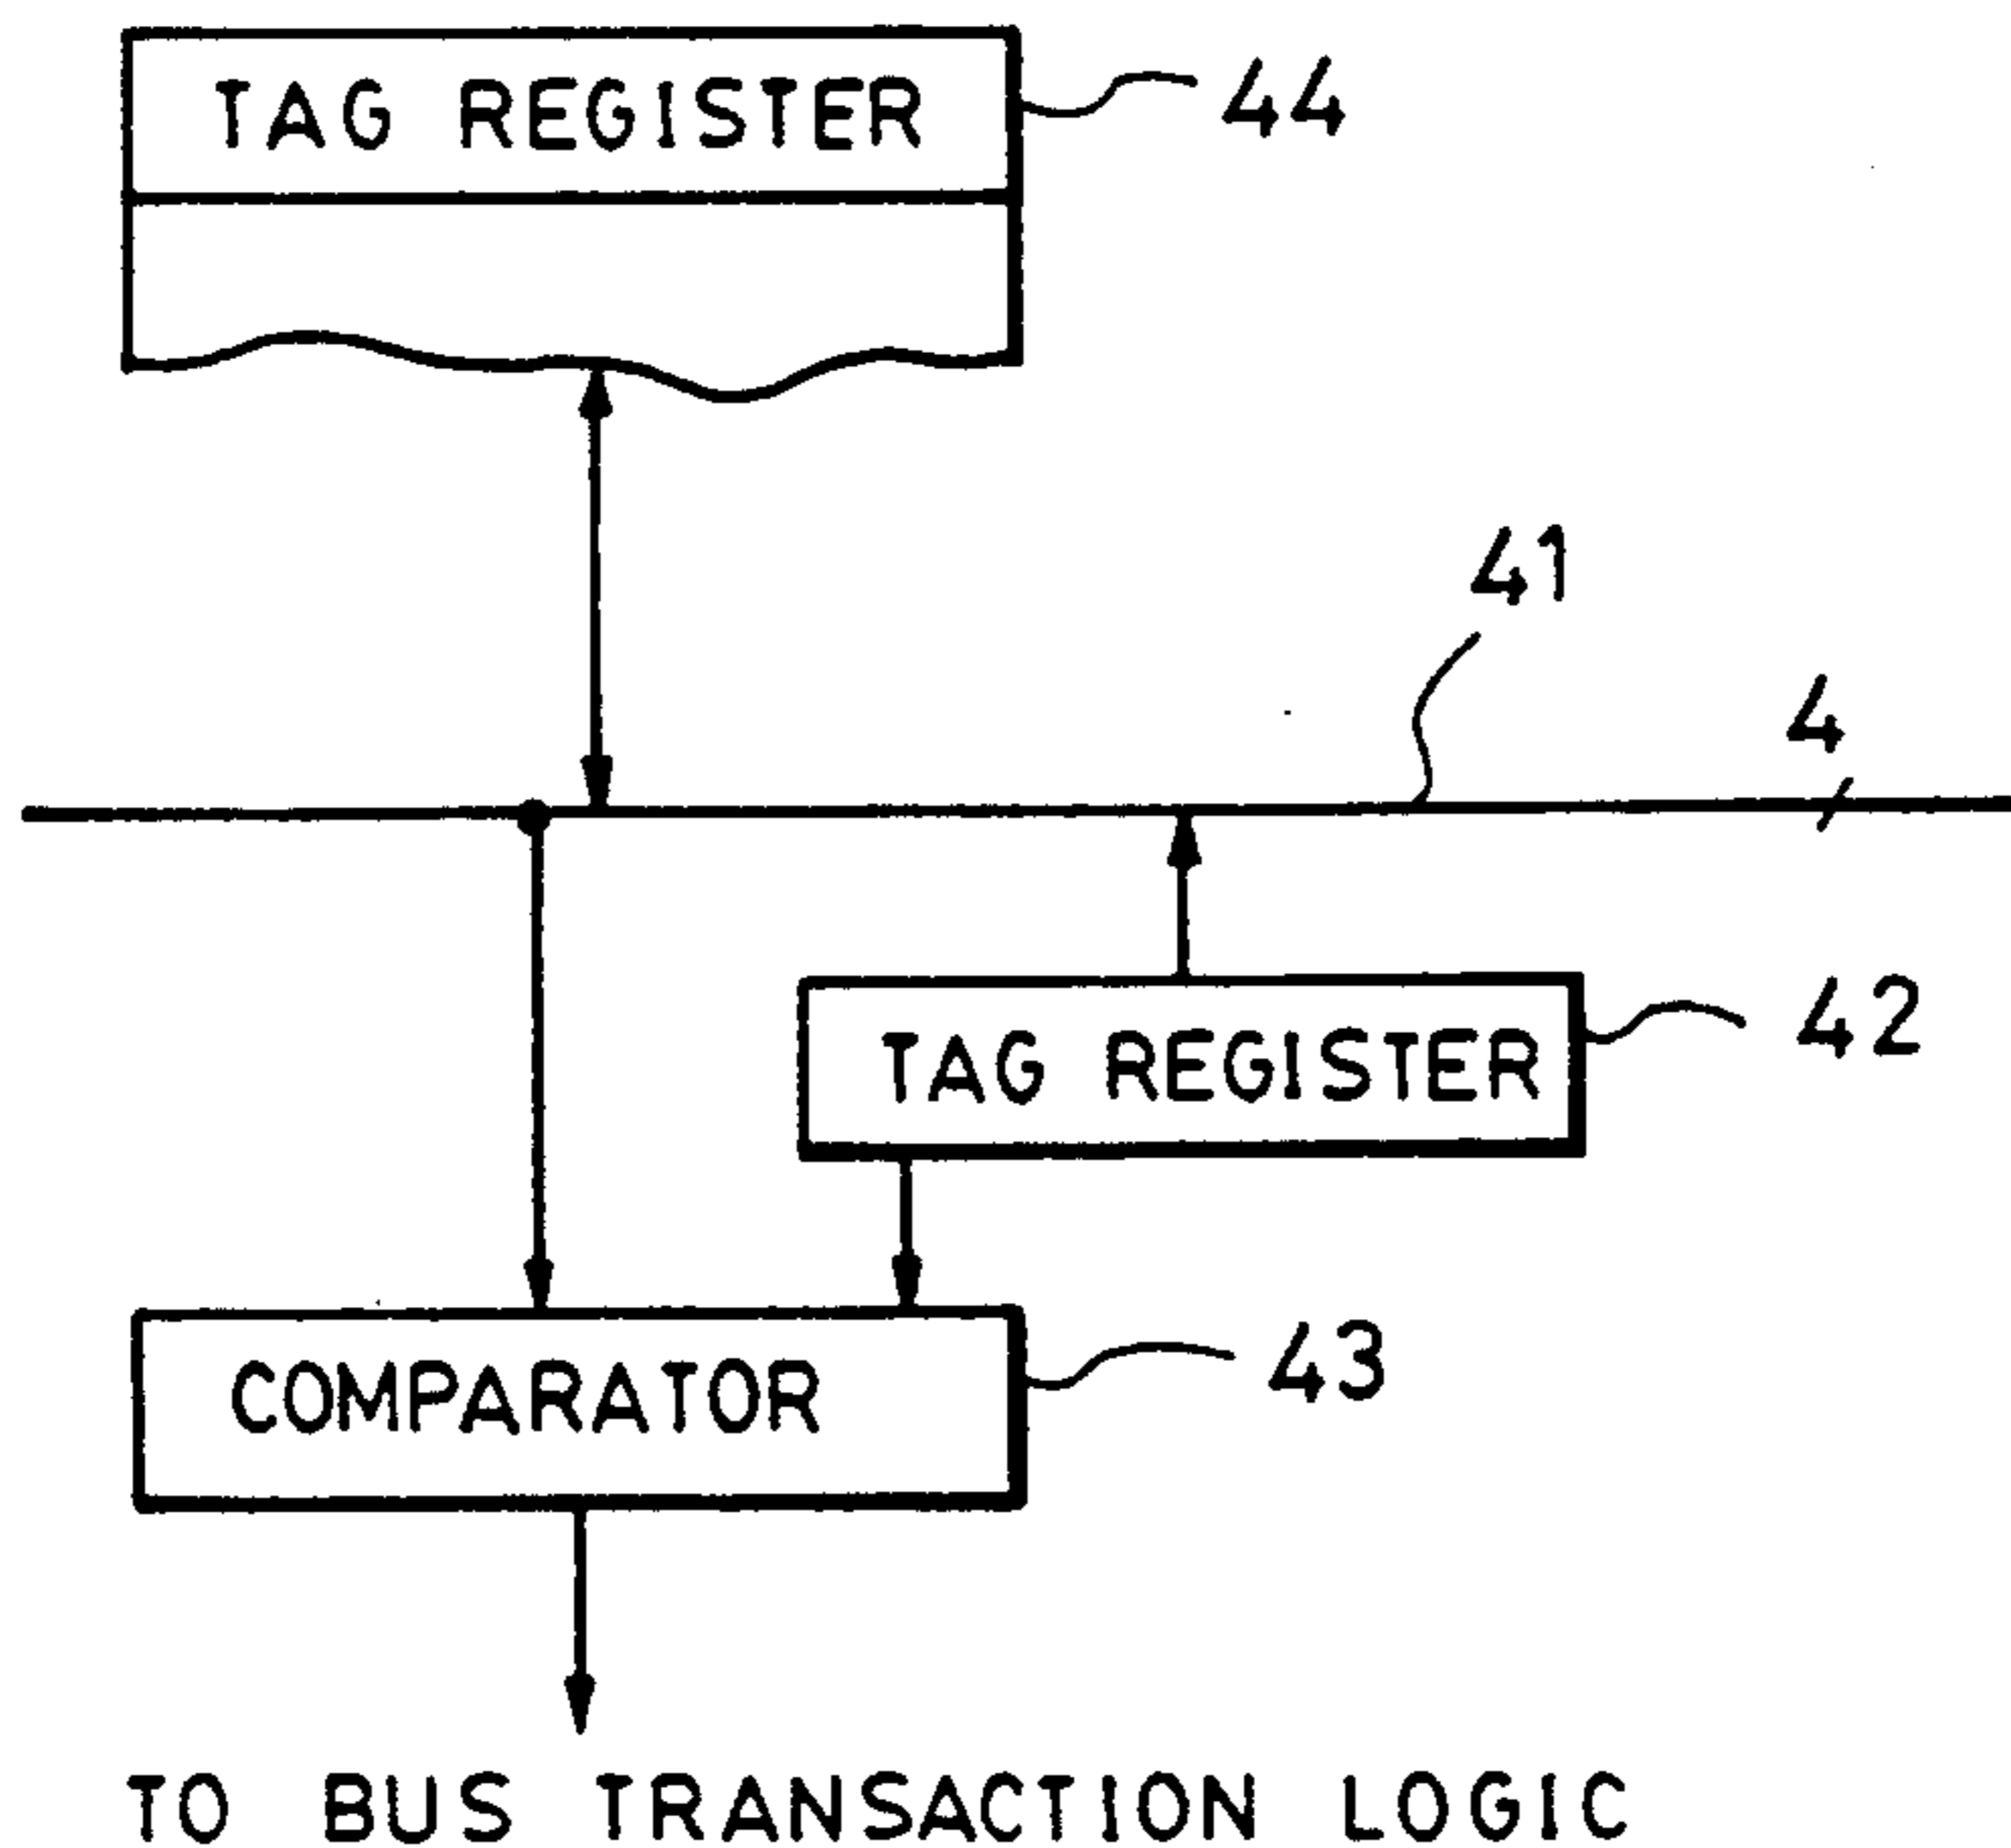 TAG REGISTER 44
41
4
TAG REGISTER 42
COMPARATOR 43
TO BUS TRANSACTION LOGIC